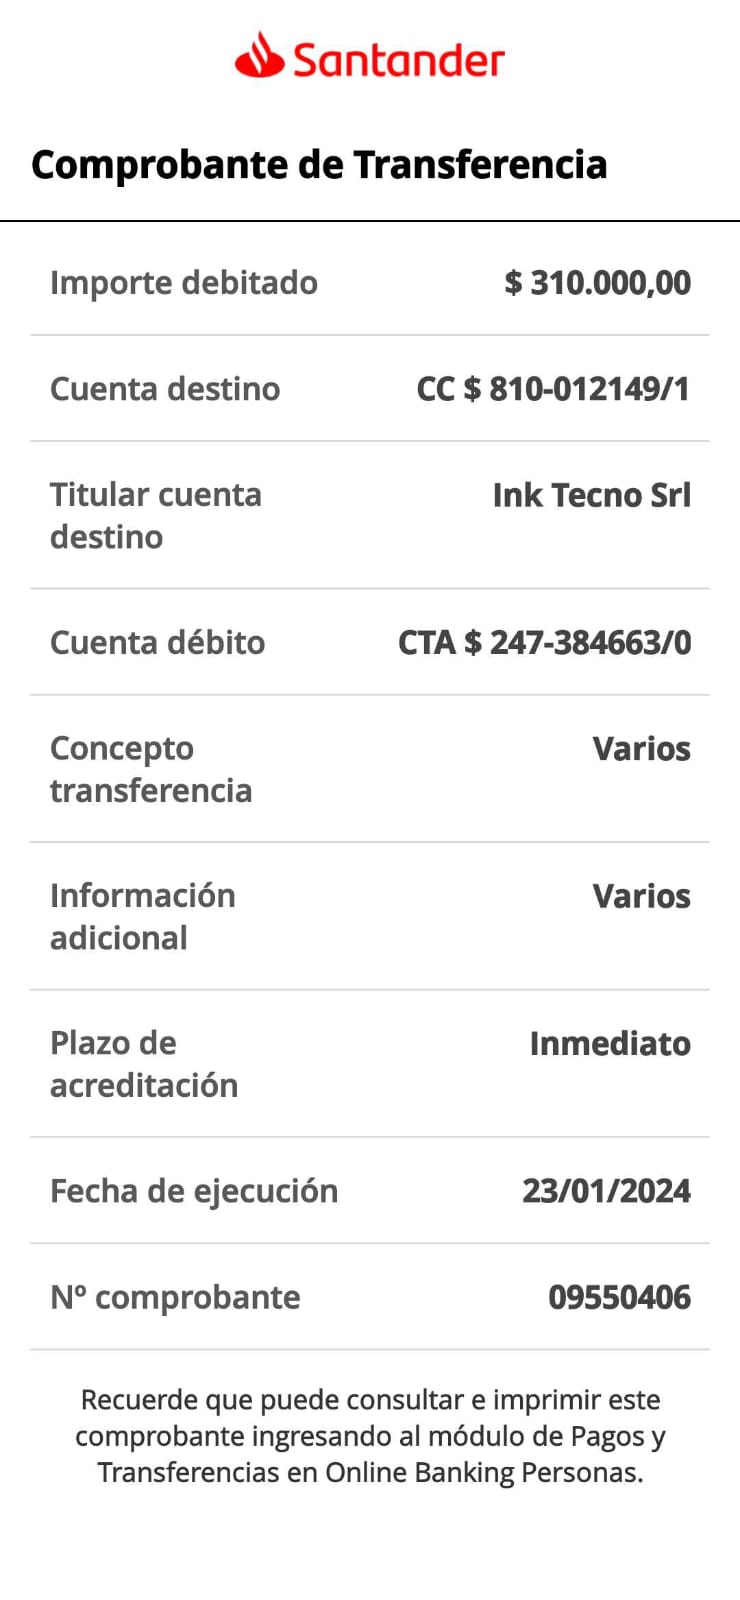 Santander
Comprobante de Transferencia
Importe debitado $ 310.000,00
Cuenta destino CC $ 810-012149/1
Titular cuenta Ink Tecno Srl
destino
Cuenta débito CTA $ 247-384663/0
Concepto Varios
transferencia
Información Varios
adicional
Plazo de Inmediato
acreditación
Fecha de ejecución 23/01/2024
Nº comprobante 09550406
Recuerde que puede consultar e imprimir este
comprobante ingresando al módulo de Pagos y
Transferencias en Online Banking Personas.